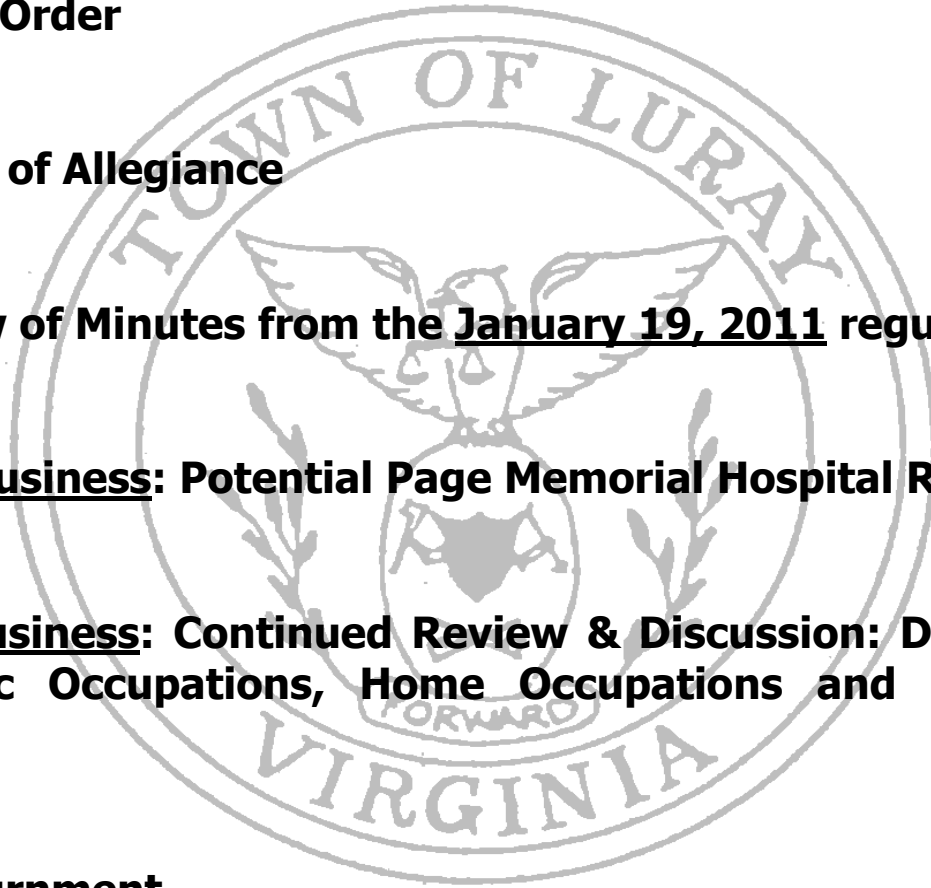 Order
of Allegiance
w of Minutes from the January 19, 2011 regu
usiness: Potential Page Memorial Hospital R
usiness: Continued Review & Discussion: D
c Occupations, Home Occupations and
urnment
TOWN OF LURAY
FORWARD
VIRGINIA